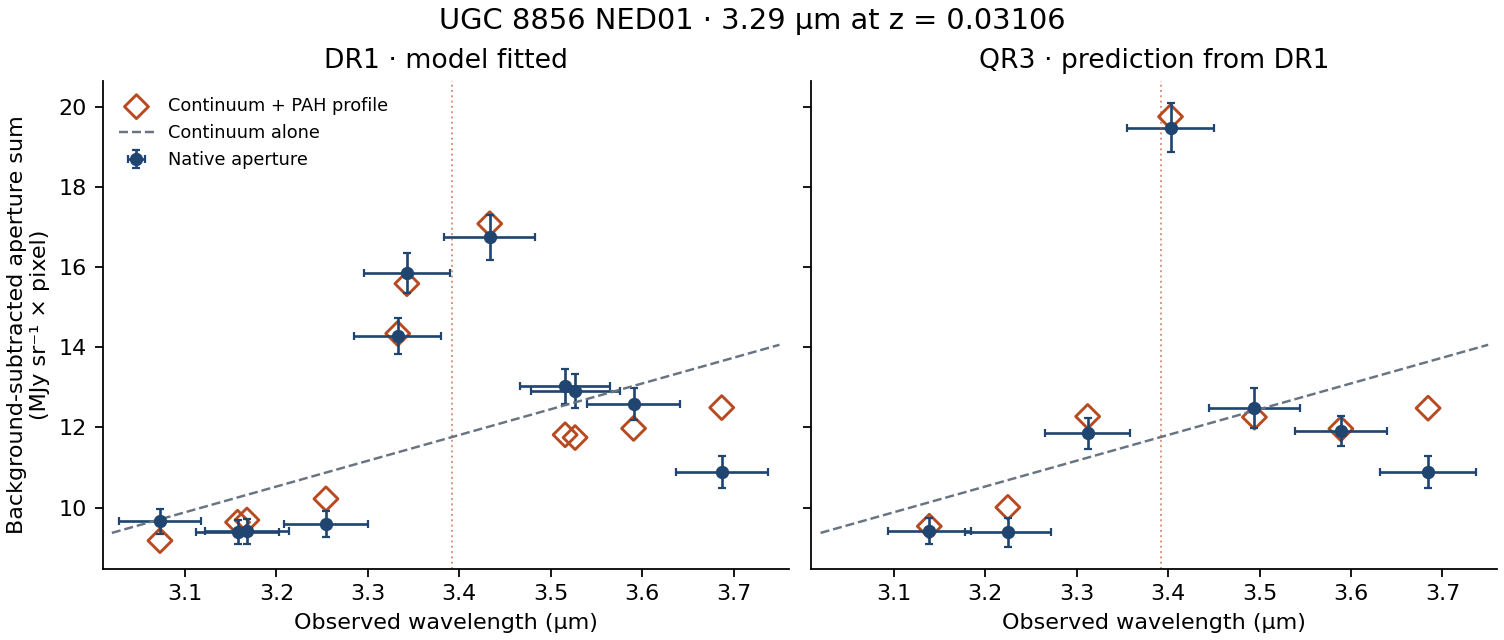 UGC 8856 NED01 · 3.29 μm at z = 0.03106
DR1 · model fitted
QR3 · prediction from DR1
Background-subtracted aperture sum
(MJy sr⁻¹ × pixel)
20
18
16
14
12
10
Continuum + PAH profile
Continuum alone
Native aperture
3.1 3.2 3.3 3.4 3.5 3.6 3.7
Observed wavelength (μm)
3.1 3.2 3.3 3.4 3.5 3.6 3.7
Observed wavelength (μm)